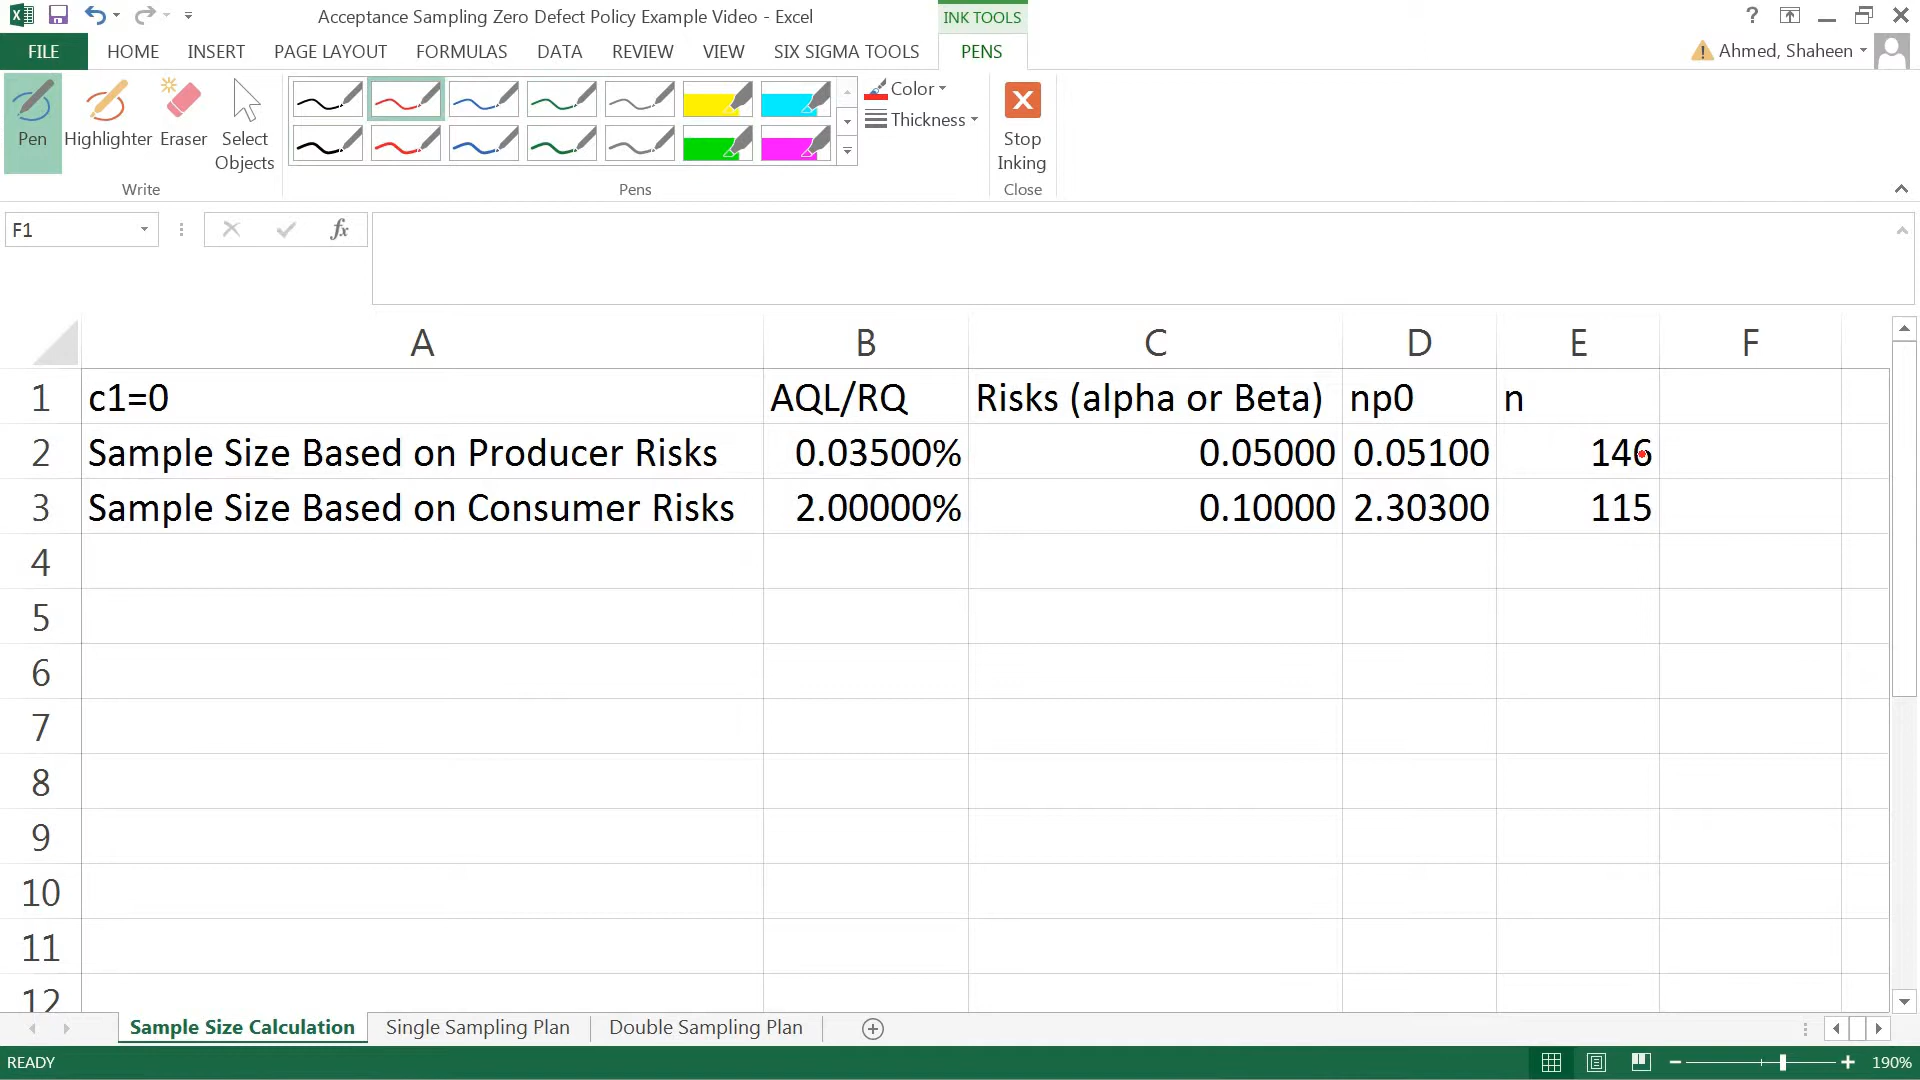 Acceptance Sampling Zero Defect Policy Example Video - Excel
INK TOOLS
?
FILE HOME INSERT PAGE LAYOUT FORMULAS DATA REVIEW VIEW SIX SIGMA TOOLS PENS
Ahmed, Shaheen
Pen Highlighter Eraser Select Objects
Color
Thickness
Stop Inking
Write Pens Close
F1 fx
A B C D E F
1 c1=0 AQL/RQ Risks (alpha or Beta) np0 n
2 Sample Size Based on Producer Risks 0.03500% 0.05000 0.05100 146
3 Sample Size Based on Consumer Risks 2.00000% 0.10000 2.30300 115
4
5
6
7
8
9
10
11
12
Sample Size Calculation Single Sampling Plan Double Sampling Plan
READY 190%